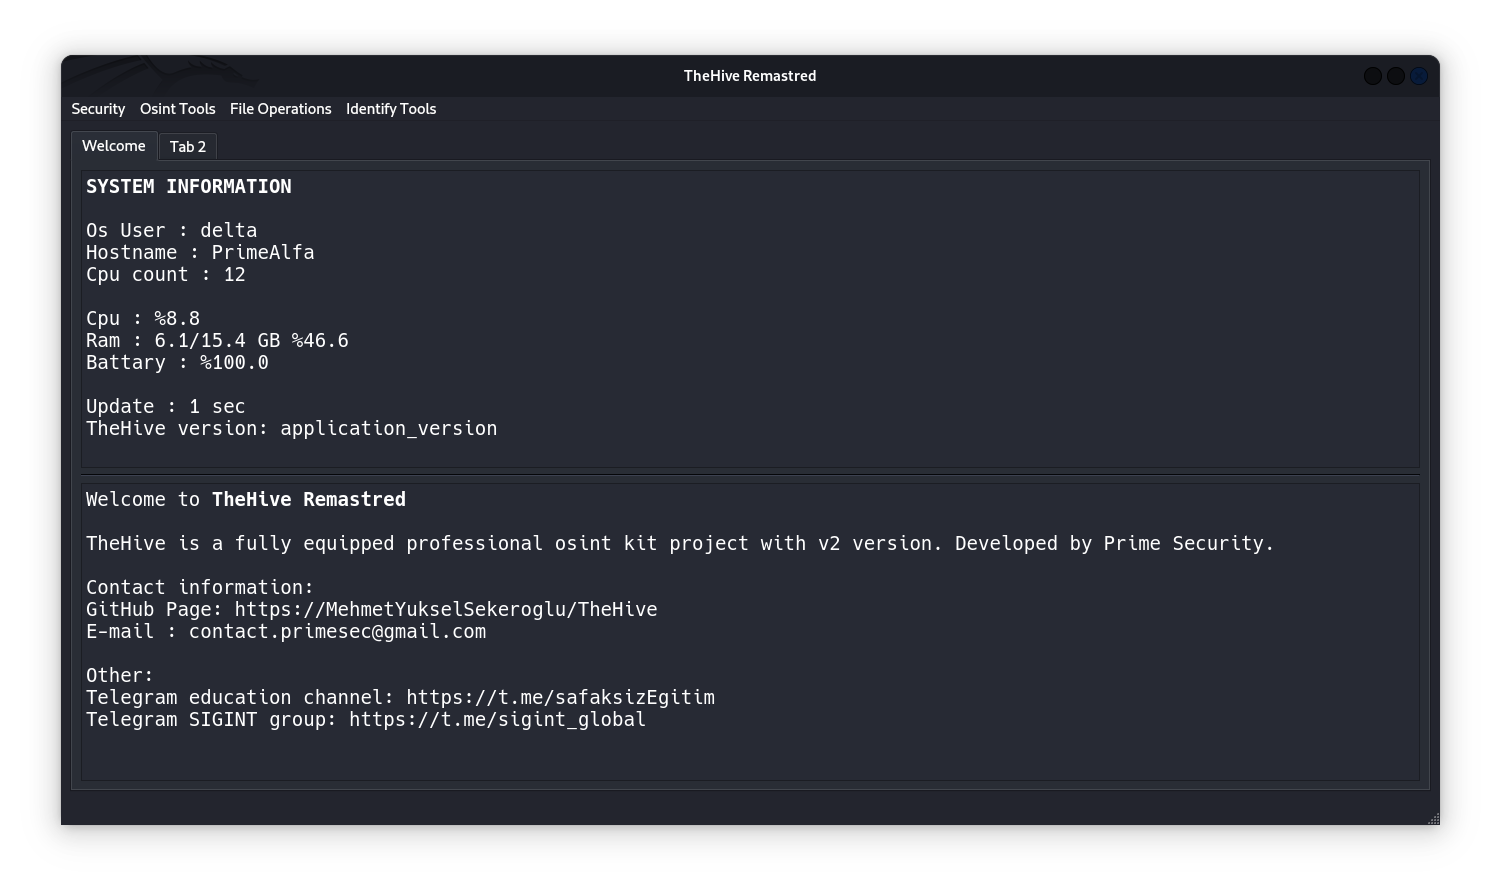 TheHive Remastred
Security Osint Tools File Operations Identify Tools
Welcome Tab 2
SYSTEM INFORMATION
Os User : delta
Hostname : PrimeAlfa
Cpu count : 12
Cpu : %8.8
Ram : 6.1/15.4 GB %46.6
Battary : %100.0
Update : 1 sec
TheHive version: application_version
Welcome to TheHive Remastred
TheHive is a fully equipped professional osint kit project with v2 version. Developed by Prime Security.
Contact information:
GitHub Page: https://MehmetYukselSekeroglu/TheHive
E-mail : contact.primesec@gmail.com
Other:
Telegram education channel: https://t.me/safaksizEgitim
Telegram SIGINT group: https://t.me/sigint_global